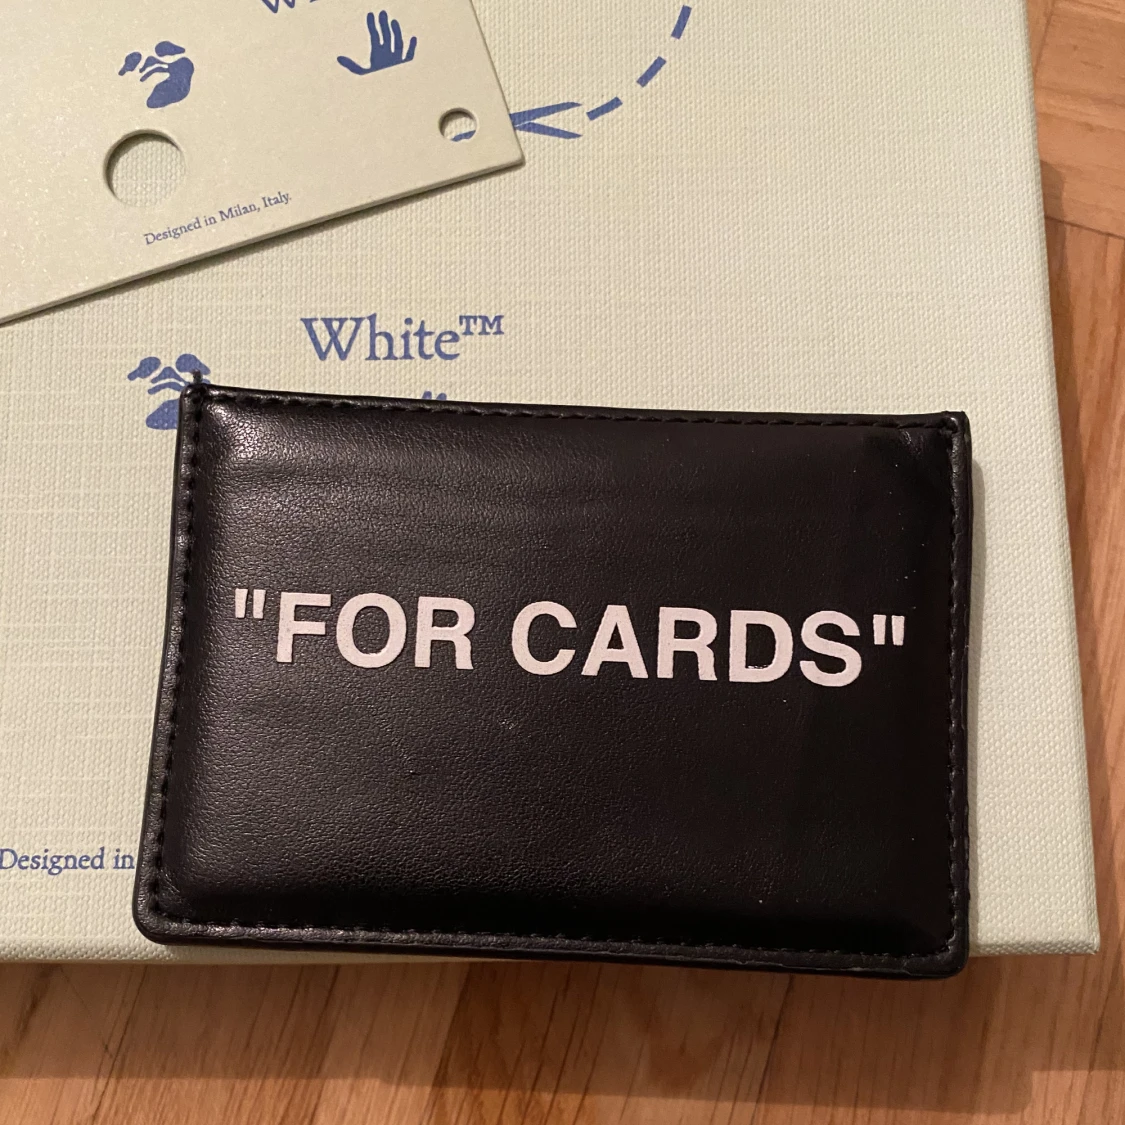 Designed in Milan, Italy.
White™
"FOR CARDS"
Designed in